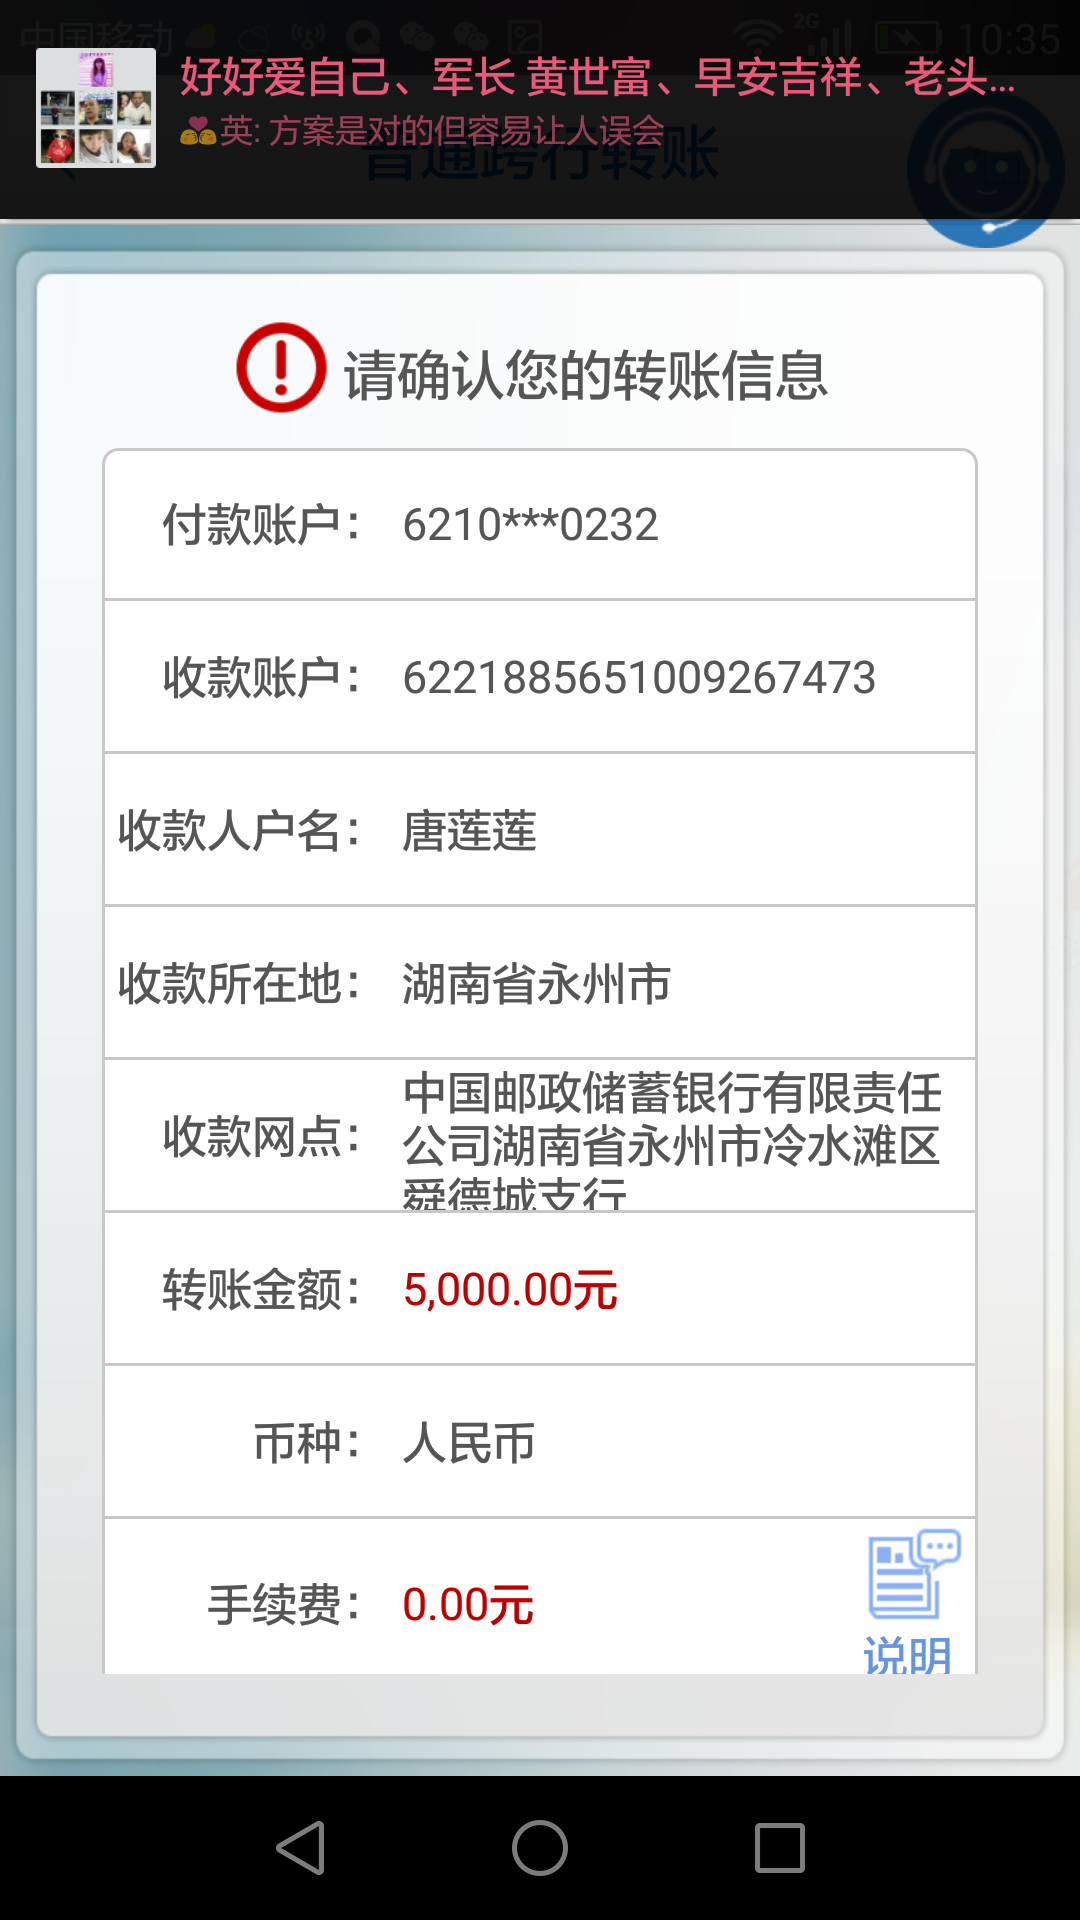 中国移动 2G 10:35
好好爱自己、军长 黄世富、早安吉祥、老头...
英: 方案是对的但容易让人误会
普通跨行转账
请确认您的转账信息
付款账户： 6210***0232
收款账户： 6221885651009267473
收款人户名： 唐莲莲
收款所在地： 湖南省永州市
收款网点： 中国邮政储蓄银行有限责任
公司湖南省永州市冷水滩区
舜德城支行
转账金额： 5,000.00元
币种： 人民币
手续费： 0.00元
说明